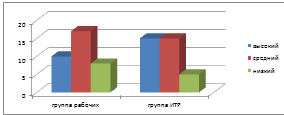 20
15
10
5
0
группа рабочих
группа ИТР
высокий
средний
низкий